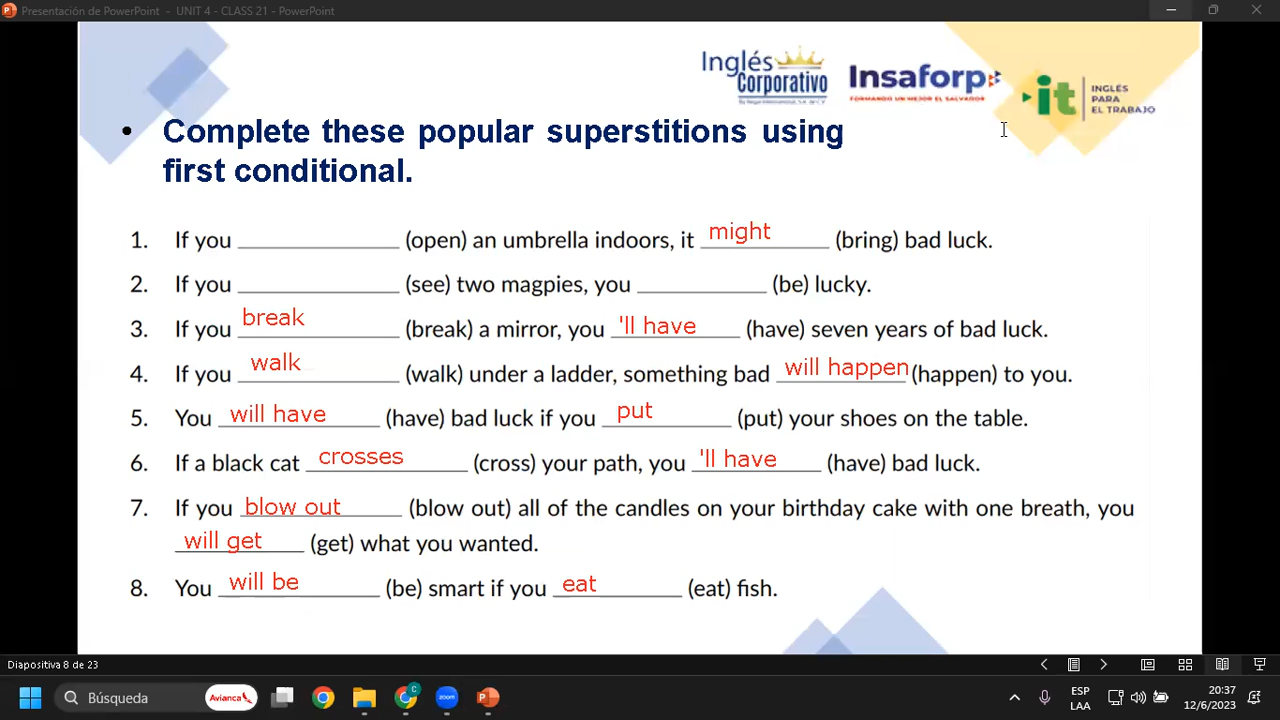 Presentación de PowerPoint - UNIT 4 - CLASS 21 - PowerPoint
Inglés
Corporativo
Insaforp
FORMANDO UN MEJOR EL SALVADOR
it
INGLÉS
PARA
EL TRABAJO
• Complete these popular superstitions using
first conditional.
1. If you ____________ (open) an umbrella indoors, it might (bring) bad luck.
2. If you ____________ (see) two magpies, you ____________ (be) lucky.
3. If you break (break) a mirror, you 'll have (have) seven years of bad luck.
4. If you walk (walk) under a ladder, something bad will happen (happen) to you.
5. You will have (have) bad luck if you put (put) your shoes on the table.
6. If a black cat crosses (cross) your path, you 'll have (have) bad luck.
7. If you blow out (blow out) all of the candles on your birthday cake with one breath, you
will get (get) what you wanted.
8. You will be (be) smart if you eat (eat) fish.
Diapositiva 8 de 23
Búsqueda
Avianca
C
zoom
ESP
LAA
20:37
12/6/2023